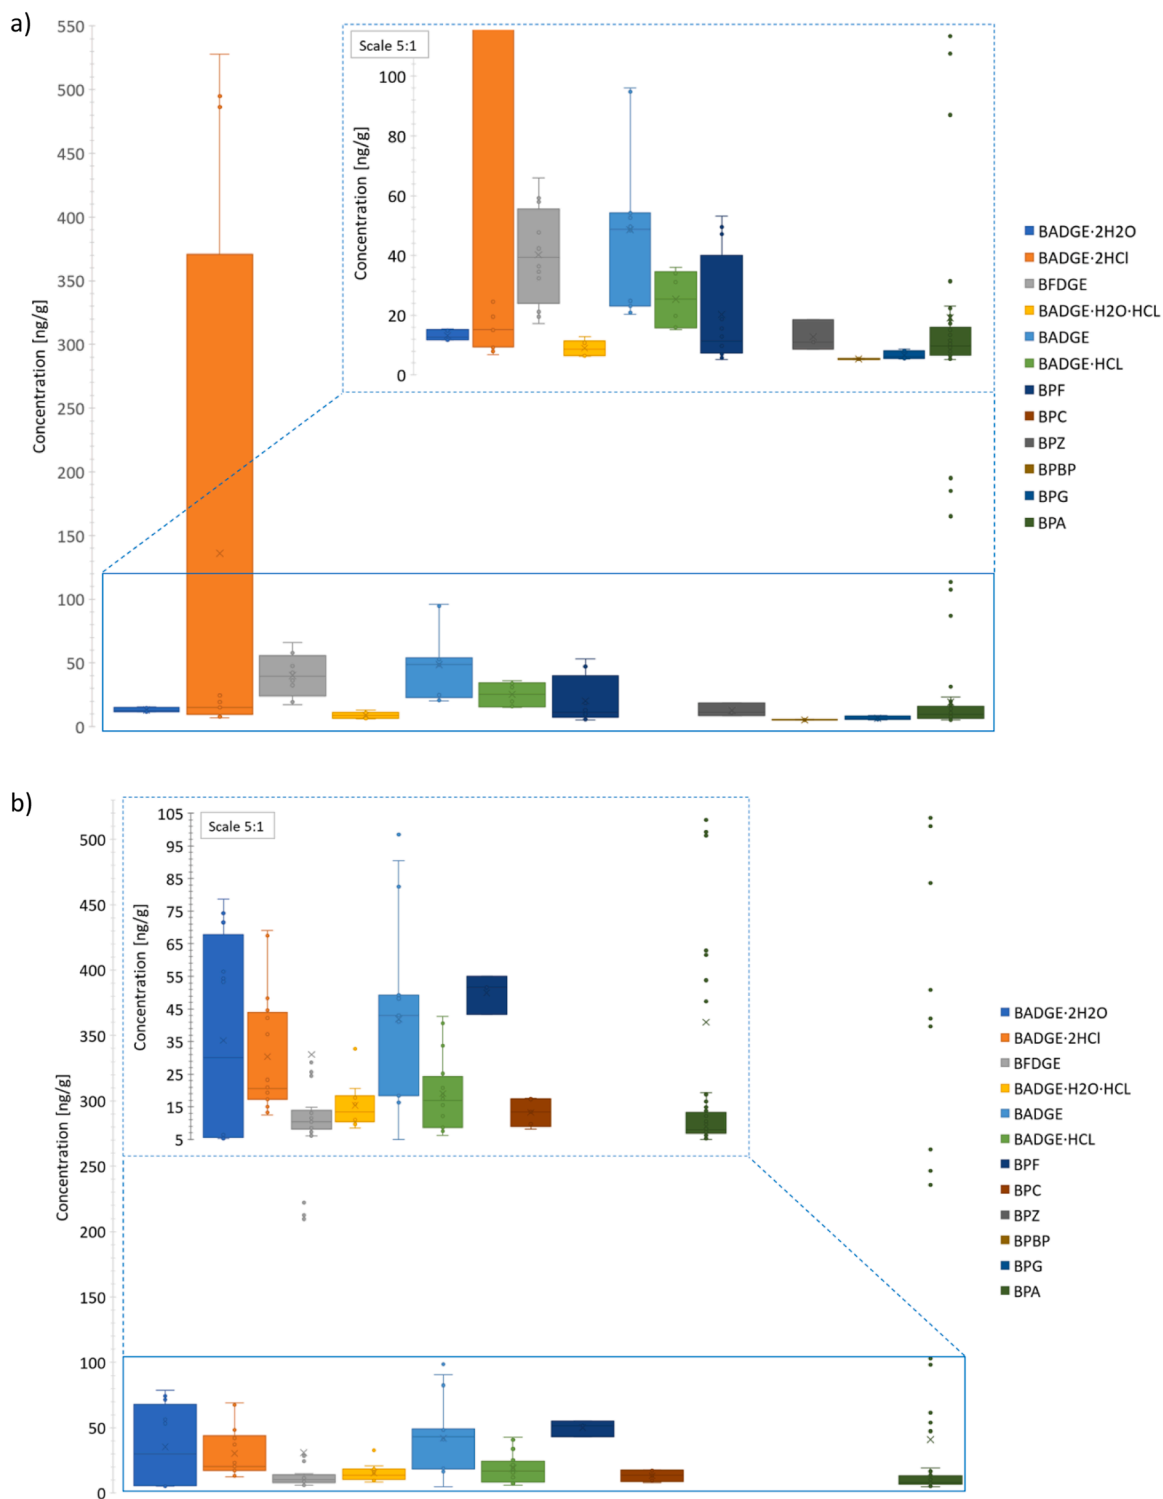 a)
550
500
450
400
350
300
250
200
150
100
50
0
Concentration [ng/g]
Scale 5:1
100
80
60
40
20
0
Concentration [ng/g]
BADGE·2H2O
BADGE·2HCl
BFDGE
BADGE·H2O·HCL
BADGE
BADGE·HCL
BPF
BPC
BPZ
BPBP
BPG
BPA
b)
500
450
400
350
300
250
200
150
100
50
0
Concentration [ng/g]
Scale 5:1
105
95
85
75
65
55
45
35
25
15
5
Concentration [ng/g]
BADGE·2H2O
BADGE·2HCl
BFDGE
BADGE·H2O·HCL
BADGE
BADGE·HCL
BPF
BPC
BPZ
BPBP
BPG
BPA